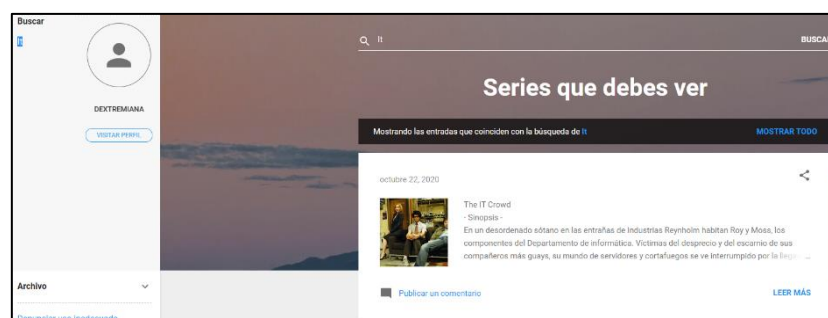 Buscar
It
DEXTREMIANA
VISITAR PERFIL
Archivo
It
BUSCAR
Series que debes ver
Mostrando las entradas que coinciden con la búsqueda de It
MOSTRAR TODO
octubre 22, 2020
The IT Crowd
- Sinopsis -
En un desordenado sótano en las entrañas de Industrias Reynholm habitan Roy y Moss, los
componentes del Departamento de informática. Víctimas del desprecio y del escarnio de sus
compañeros más guays, su mundo de servidores y cortafuegos se ve interrumpido por la llega ...
Publicar un comentario
LEER MÁS